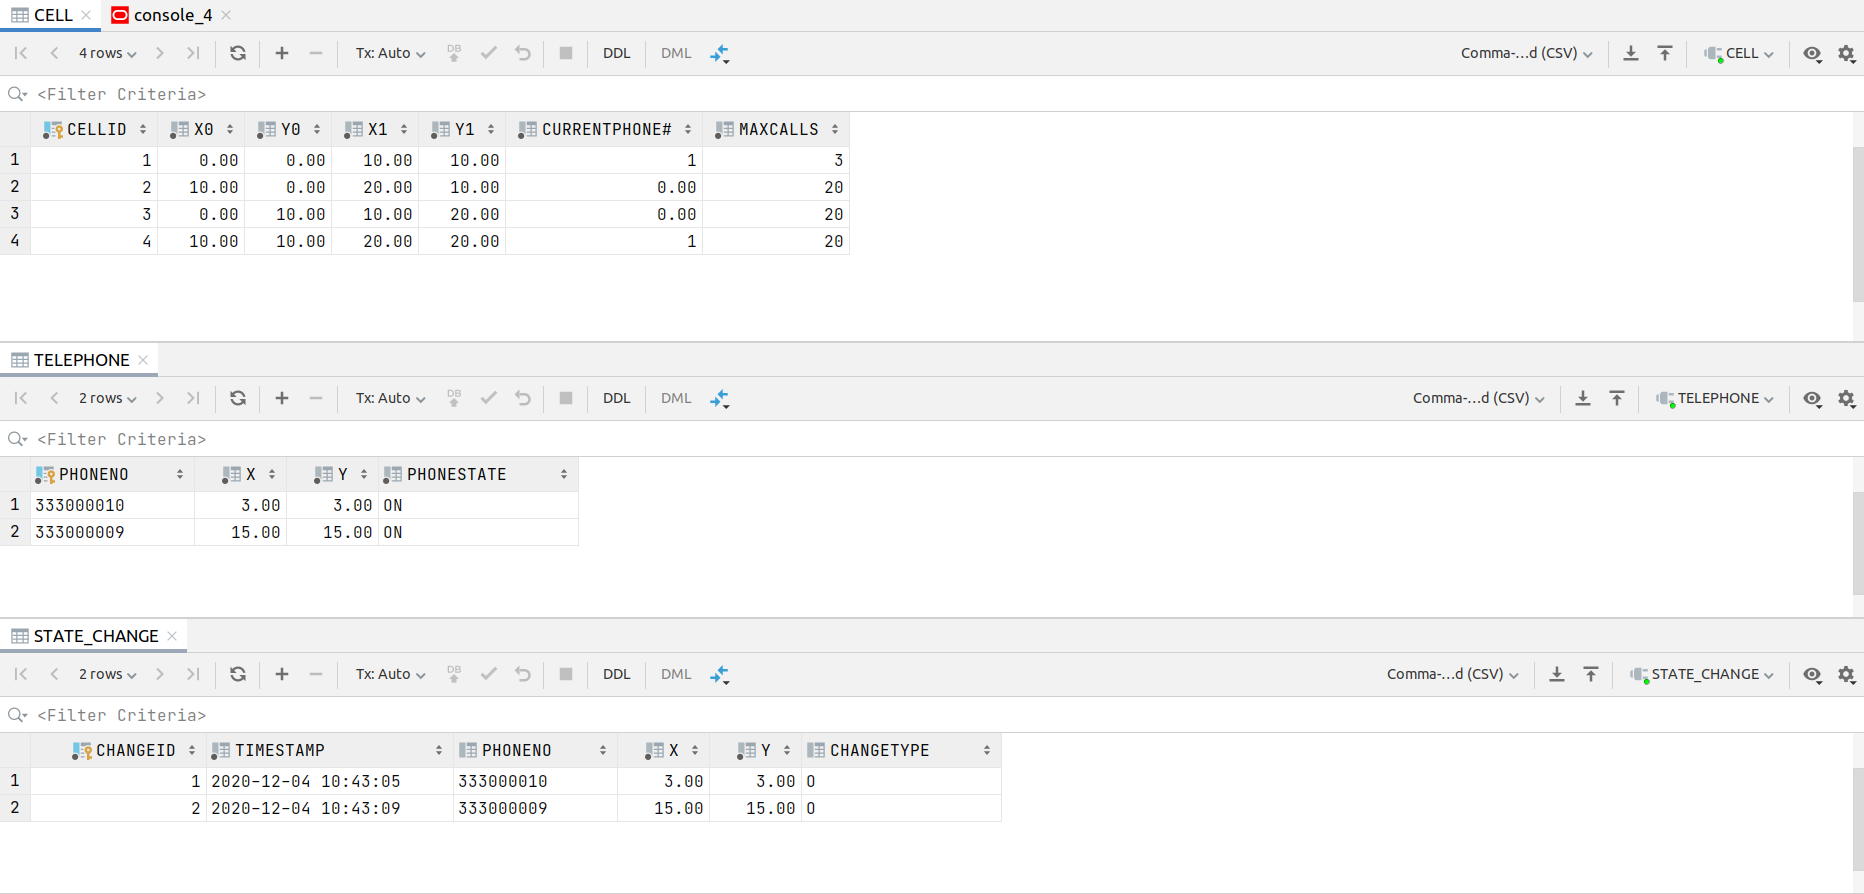 CELL console_4
4 rows Tx: Auto DB DDL DML Comma-...d (CSV) CELL
<Filter Criteria>
CELLID X0 Y0 X1 Y1 CURRENTPHONE# MAXCALLS
1 1 0.00 0.00 10.00 10.00 1 3
2 2 10.00 0.00 20.00 10.00 0.00 20
3 3 0.00 10.00 10.00 20.00 0.00 20
4 4 10.00 10.00 20.00 20.00 1 20
TELEPHONE
2 rows Tx: Auto DB DDL DML Comma-...d (CSV) TELEPHONE
<Filter Criteria>
PHONENO X Y PHONESTATE
1 333000010 3.00 3.00 ON
2 333000009 15.00 15.00 ON
STATE_CHANGE
2 rows Tx: Auto DB DDL DML Comma-...d (CSV) STATE_CHANGE
<Filter Criteria>
CHANGEID TIMESTAMP PHONENO X Y CHANGETYPE
1 1 2020-12-04 10:43:05 333000010 3.00 3.00 O
2 2 2020-12-04 10:43:09 333000009 15.00 15.00 O